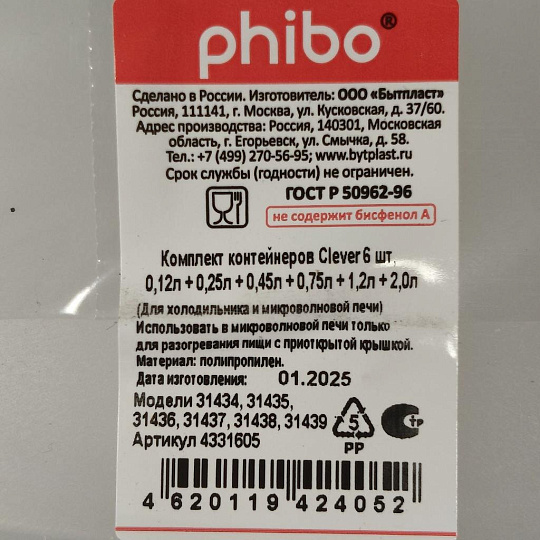 phibo®
Сделано в России. Изготовитель: ООО «Бытпласт»
Россия, 111141, г. Москва, ул. Кусковская, д. 37/60.
Адрес производства: Россия, 140301, Московская
область, г. Егорьевск, ул. Смычка, д. 58.
Тел.: +7 (499) 270-56-95; www.bytplast.ru
Срок службы (годности) не ограничен.
ГОСТ Р 50962-96
не содержит бисфенол А
Комплект контейнеров Clever 6 шт.
0,12л + 0,25л + 0,45л + 0,75л + 1,2л + 2,0л
(Для холодильника и микроволновой печи)
Использовать в микроволновой печи только
для разогревания пищи с приоткрытой крышкой.
Материал: полипропилен.
Дата изготовления: 01.2025
Модели 31434, 31435,
31436, 31437, 31438, 31439
Артикул 4331605
5
PP
тр
4 620119 424052